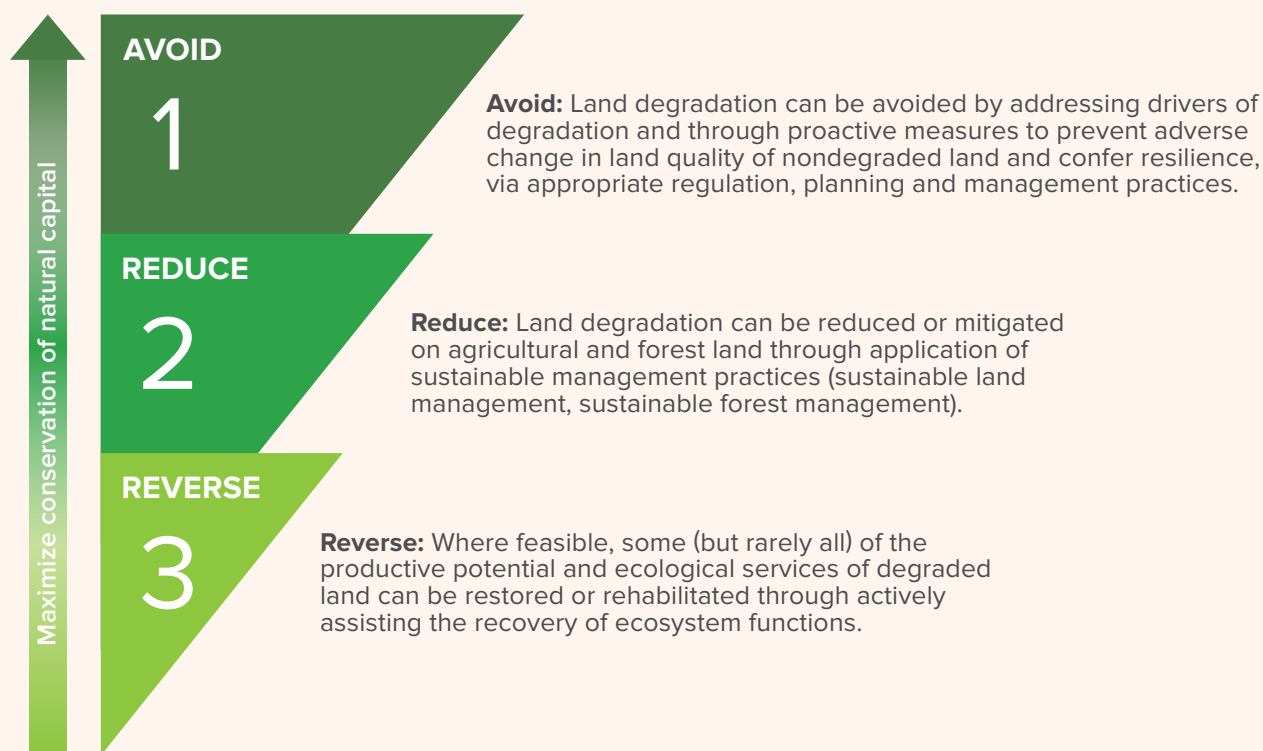 Maximize conservation of natural capital
AVOID
1
Avoid: Land degradation can be avoided by addressing drivers of
degradation and through proactive measures to prevent adverse
change in land quality of nondegraded land and confer resilience,
via appropriate regulation, planning and management practices.
REDUCE
2
Reduce: Land degradation can be reduced or mitigated
on agricultural and forest land through application of
sustainable management practices (sustainable land
management, sustainable forest management).
REVERSE
3
Reverse: Where feasible, some (but rarely all) of the
productive potential and ecological services of degraded
land can be restored or rehabilitated through actively
assisting the recovery of ecosystem functions.